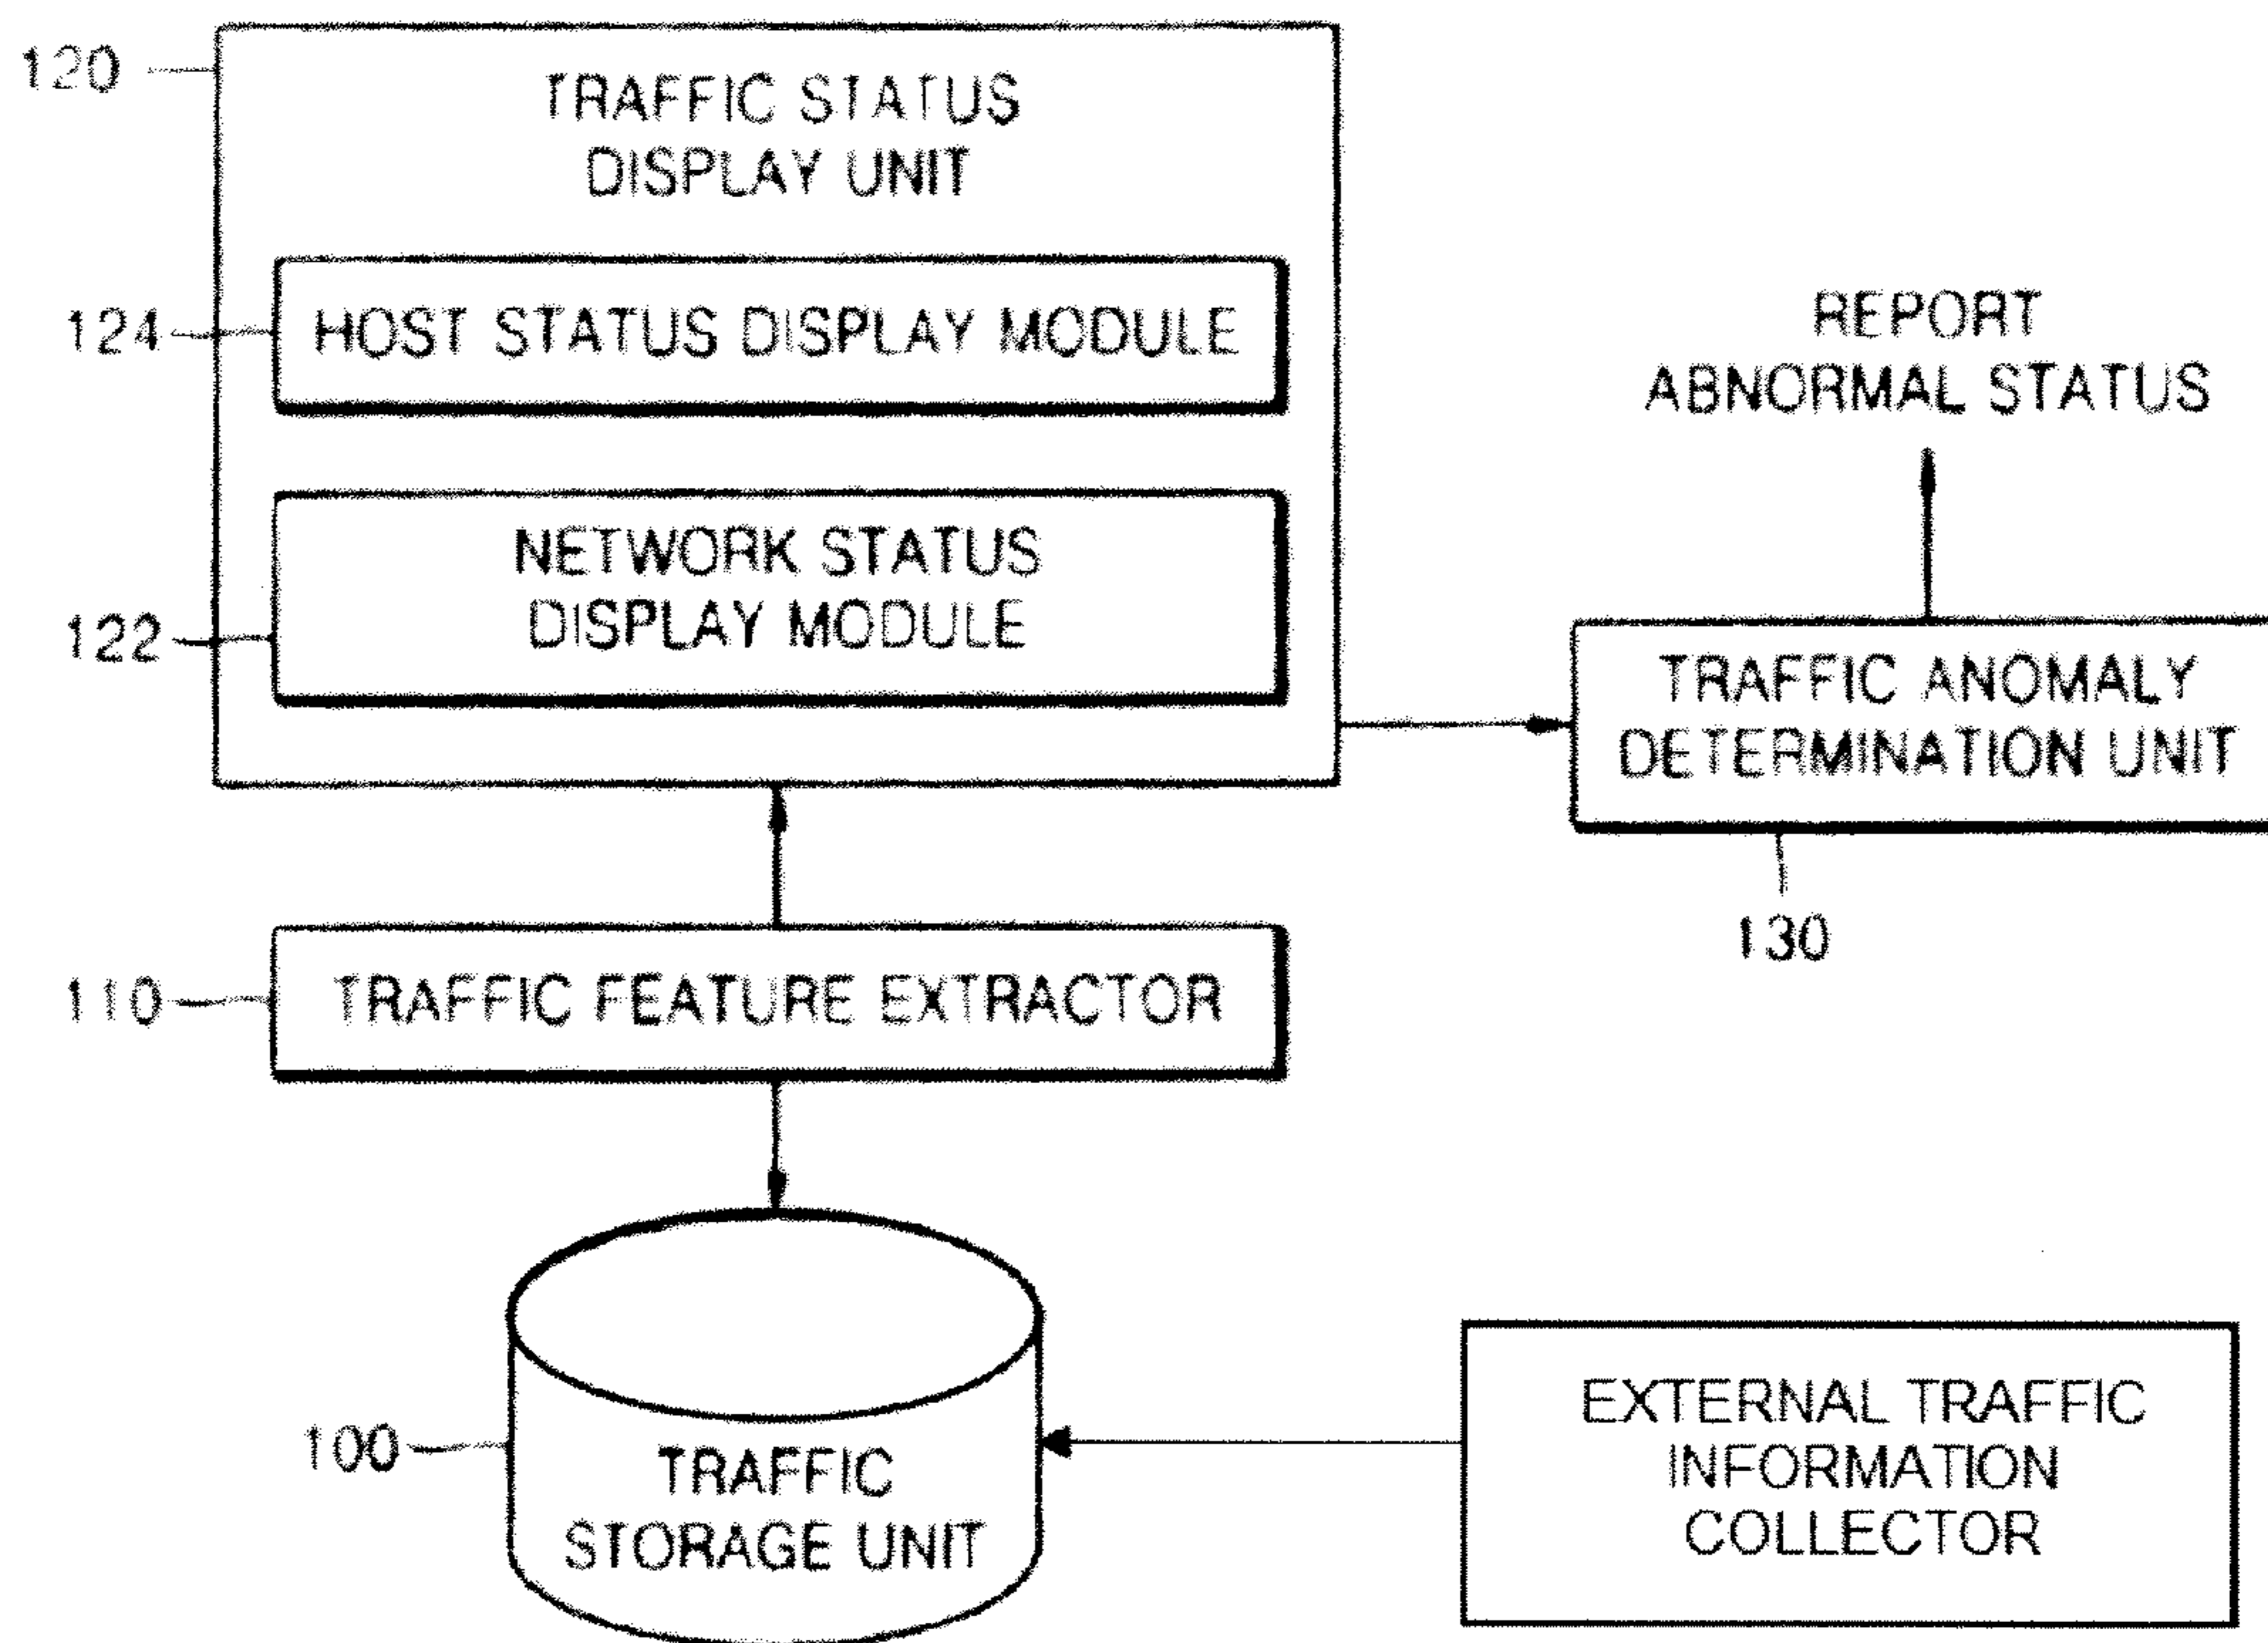 120
TRAFFIC STATUS
DISPLAY UNIT
124
HOST STATUS DISPLAY MODULE
REPORT
ABNORMAL STATUS
122
NETWORK STATUS
DISPLAY MODULE
TRAFFIC ANOMALY
DETERMINATION UNIT
130
110
TRAFFIC FEATURE EXTRACTOR
100
TRAFFIC
STORAGE UNIT
EXTERNAL TRAFFIC
INFORMATION
COLLECTOR